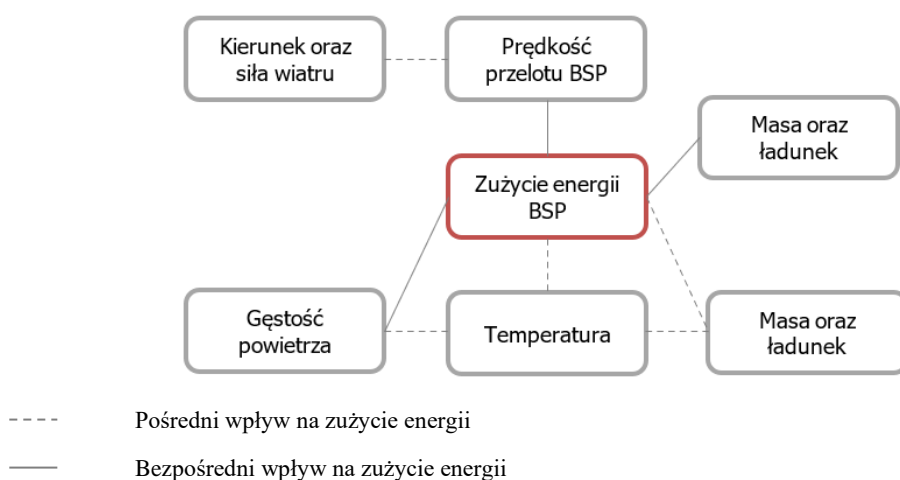 Kierunek oraz
siła wiatru
Prędkość
przelotu BSP
Masa oraz
ładunek
Zużycie energii
BSP
Gęstość
powietrza
Temperatura
Masa oraz
ładunek
Pośredni wpływ na zużycie energii
Bezpośredni wpływ na zużycie energii